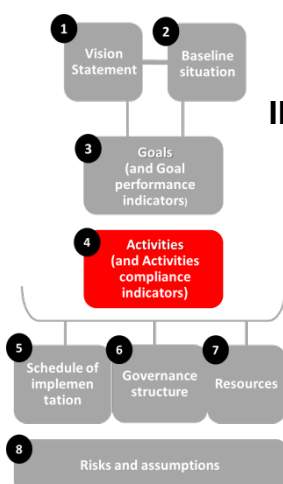 1
Vision
Statement
2
Baseline
situation
3
Goals
(and Goal
performance
indicators)
4
Activities
(and Activities
compliance
indicators)
5
Schedule of
implemen
tation
6
Governance
structure
7
Resources
8
Risks and assumptions